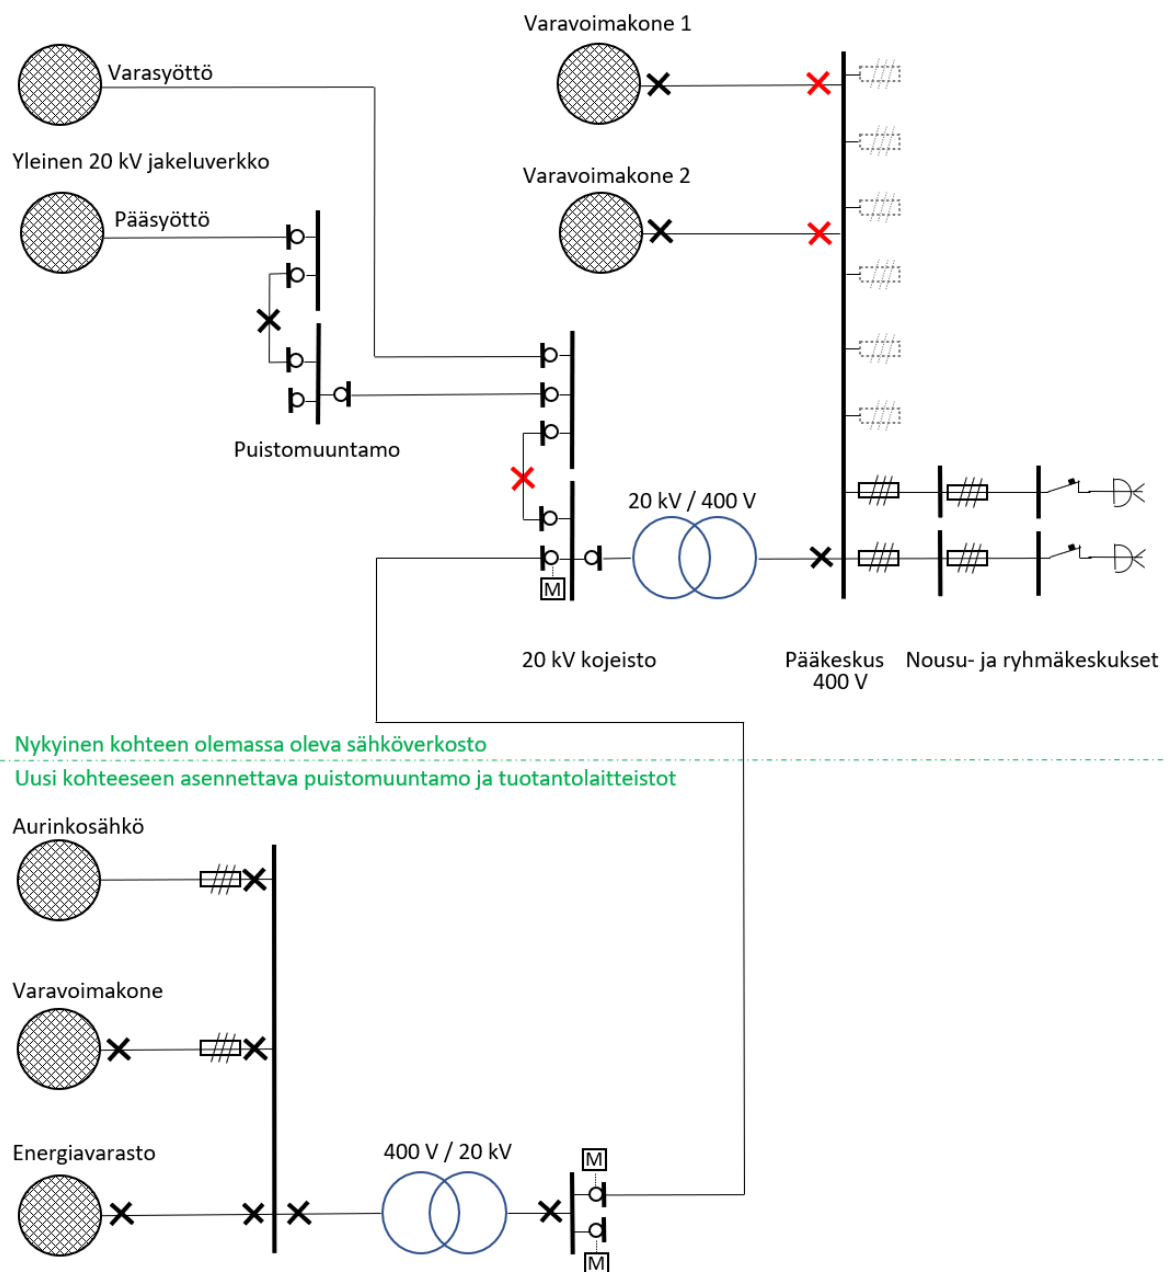 Varavoimakone 1
Varasyöttö
Yleinen 20 kV jakeluverkko
Varavoimakone 2
Pääsyöttö
Puistomuuntamo
20 kV / 400 V
M
20 kV kojeisto
Pääkeskus
400 V
Nousu- ja ryhmäkeskukset
Nykyinen kohteen olemassa oleva sähköverkosto
Uusi kohteeseen asennettava puistomuuntamo ja tuotantolaitteistot
Aurinkosähkö
Varavoimakone
Energiavarasto
400 V / 20 kV
M
M